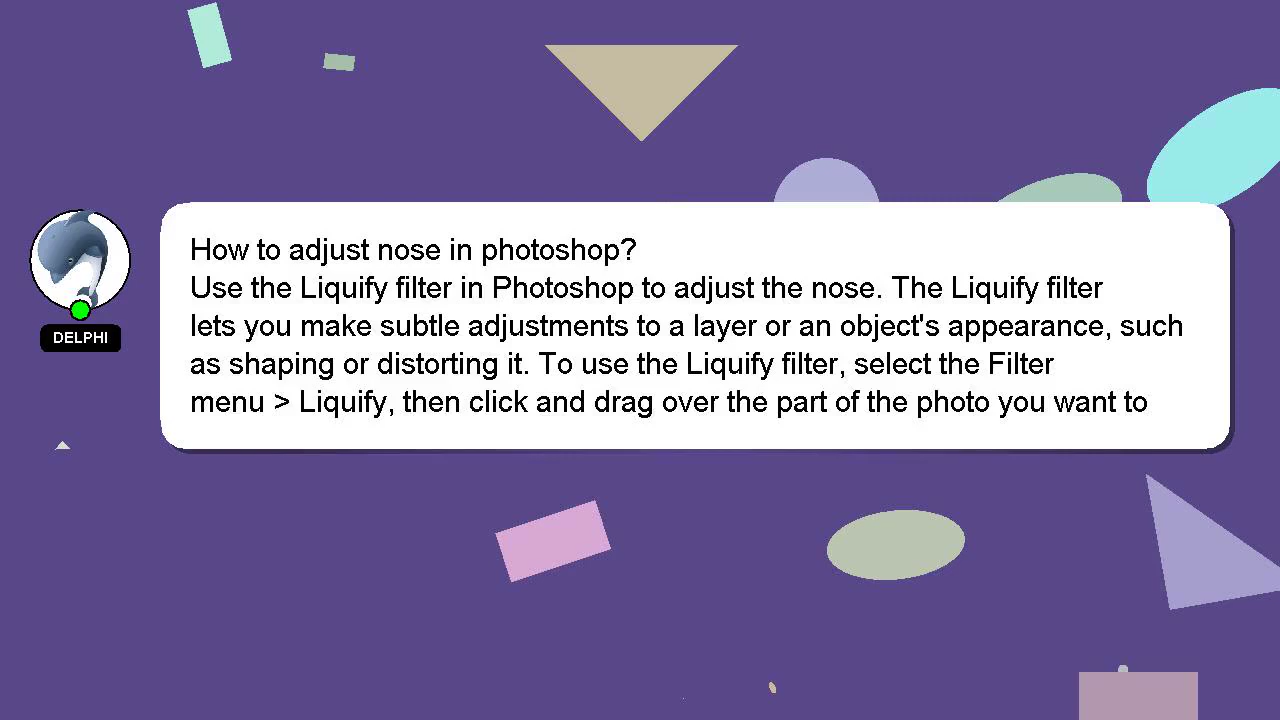 How to adjust nose in photoshop?
Use the Liquify filter in Photoshop to adjust the nose. The Liquify filter
lets you make subtle adjustments to a layer or an object's appearance, such
as shaping or distorting it. To use the Liquify filter, select the Filter
menu > Liquify, then click and drag over the part of the photo you want to
DELPHI